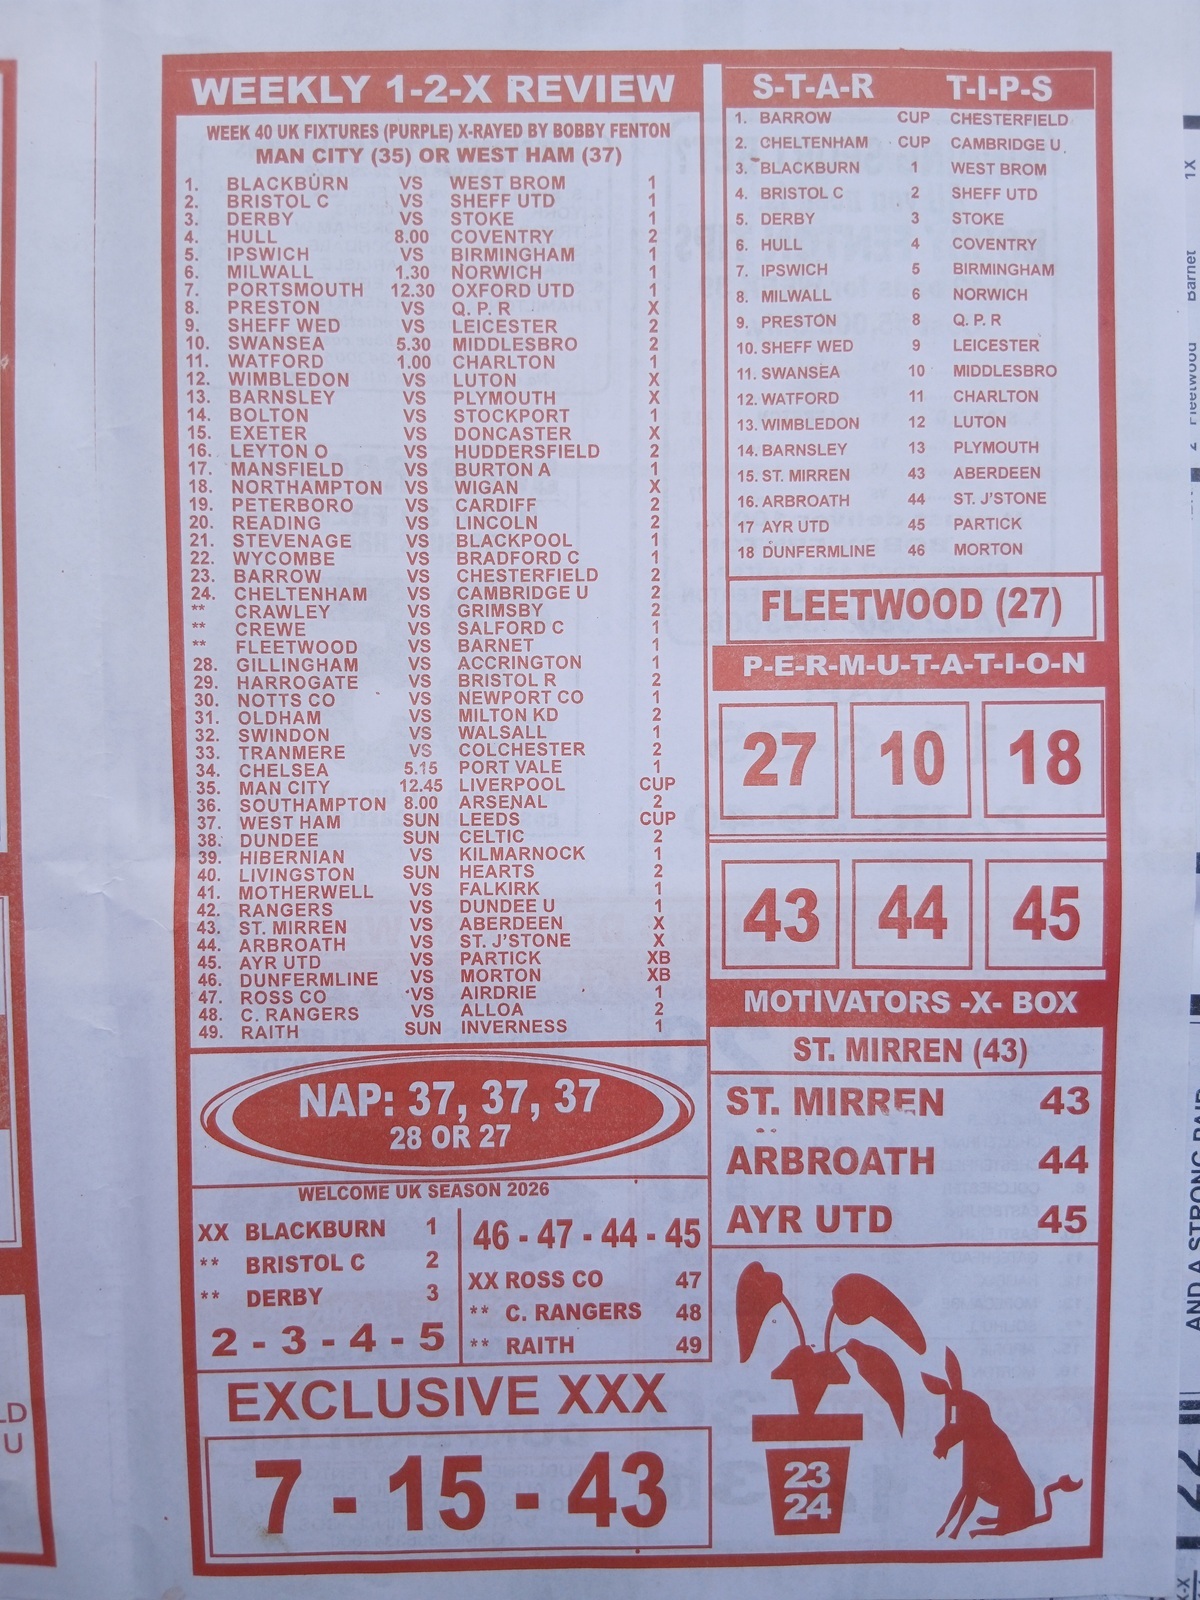 WEEKLY 1-2-X REVIEW
WEEK 40 UK FIXTURES (PURPLE) X-RAYED BY BOBBY FENTON
MAN CITY (35) OR WEST HAM (37)
1. BLACKBURN VS WEST BROM 1
2. BRISTOL C VS SHEFF UTD 1
3. DERBY VS STOKE 1
4. HULL 8.00 COVENTRY 2
5. IPSWICH VS BIRMINGHAM 1
6. MILWALL 1.30 NORWICH 1
7. PORTSMOUTH 12.30 OXFORD UTD 1
8. PRESTON VS Q. P. R X
9. SHEFF WED VS LEICESTER 2
10. SWANSEA 5.30 MIDDLESBRO 2
11. WATFORD 1.00 CHARLTON 1
12. WIMBLEDON VS LUTON X
13. BARNSLEY VS PLYMOUTH X
14. BOLTON VS STOCKPORT 1
15. EXETER VS DONCASTER X
16. LEYTON O VS HUDDERSFIELD 2
17. MANSFIELD VS BURTON A 1
18. NORTHAMPTON VS WIGAN X
19. PETERBORO VS CARDIFF 2
20. READING VS LINCOLN 2
21. STEVENAGE VS BLACKPOOL 1
22. WYCOMBE VS BRADFORD C 1
23. BARROW VS CHESTERFIELD 2
24. CHELTENHAM VS CAMBRIDGE U 2
** CRAWLEY VS GRIMSBY 2
** CREWE VS SALFORD C 1
** FLEETWOOD VS BARNET 1
28. GILLINGHAM VS ACCRINGTON 1
29. HARROGATE VS BRISTOL R 2
30. NOTTS CO VS NEWPORT CO 1
31. OLDHAM VS MILTON KD 2
32. SWINDON VS WALSALL 1
33. TRANMERE VS COLCHESTER 2
34. CHELSEA 5.15 PORT VALE 1
35. MAN CITY 12.45 LIVERPOOL CUP
36. SOUTHAMPTON 8.00 ARSENAL 2
37. WEST HAM SUN LEEDS CUP
38. DUNDEE SUN CELTIC 2
39. HIBERNIAN VS KILMARNOCK 1
40. LIVINGSTON SUN HEARTS 2
41. MOTHERWELL VS FALKIRK 1
42. RANGERS VS DUNDEE U 1
43. ST. MIRREN VS ABERDEEN X
44. ARBROATH VS ST. J'STONE X
45. AYR UTD VS PARTICK XB
46. DUNFERMLINE VS MORTON XB
47. ROSS CO VS AIRDRIE 1
48. C. RANGERS VS ALLOA 2
49. RAITH SUN INVERNESS 1
NAP: 37, 37, 37
28 OR 27
WELCOME UK SEASON 2026
XX BLACKBURN 1
** BRISTOL C 2
** DERBY 3
2 - 3 - 4 - 5
46 - 47 - 44 - 45
XX ROSS CO 47
** C. RANGERS 48
** RAITH 49
EXCLUSIVE XXX
7 - 15 - 43
S-T-A-R T-I-P-S
1. BARROW CUP CHESTERFIELD
2. CHELTENHAM CUP CAMBRIDGE U.
3. BLACKBURN 1 WEST BROM
4. BRISTOL C 2 SHEFF UTD
5. DERBY 3 STOKE
6. HULL 4 COVENTRY
7. IPSWICH 5 BIRMINGHAM
8. MILWALL 6 NORWICH
9. PRESTON 8 Q. P. R
10. SHEFF WED 9 LEICESTER
11. SWANSEA 10 MIDDLESBRO
12. WATFORD 11 CHARLTON
13. WIMBLEDON 12 LUTON
14. BARNSLEY 13 PLYMOUTH
15. ST. MIRREN 43 ABERDEEN
16. ARBROATH 44 ST. J'STONE
17 AYR UTD 45 PARTICK
18 DUNFERMLINE 46 MORTON
FLEETWOOD (27)
P-E-R-M-U-T-A-T-I-O-N
27 10 18
43 44 45
MOTIVATORS -X- BOX
ST. MIRREN (43)
ST. MIRREN 43
ARBROATH 44
AYR UTD 45
23
24
2 Fleetwood Barnet 1X
AND A STRONG
22
LD
U